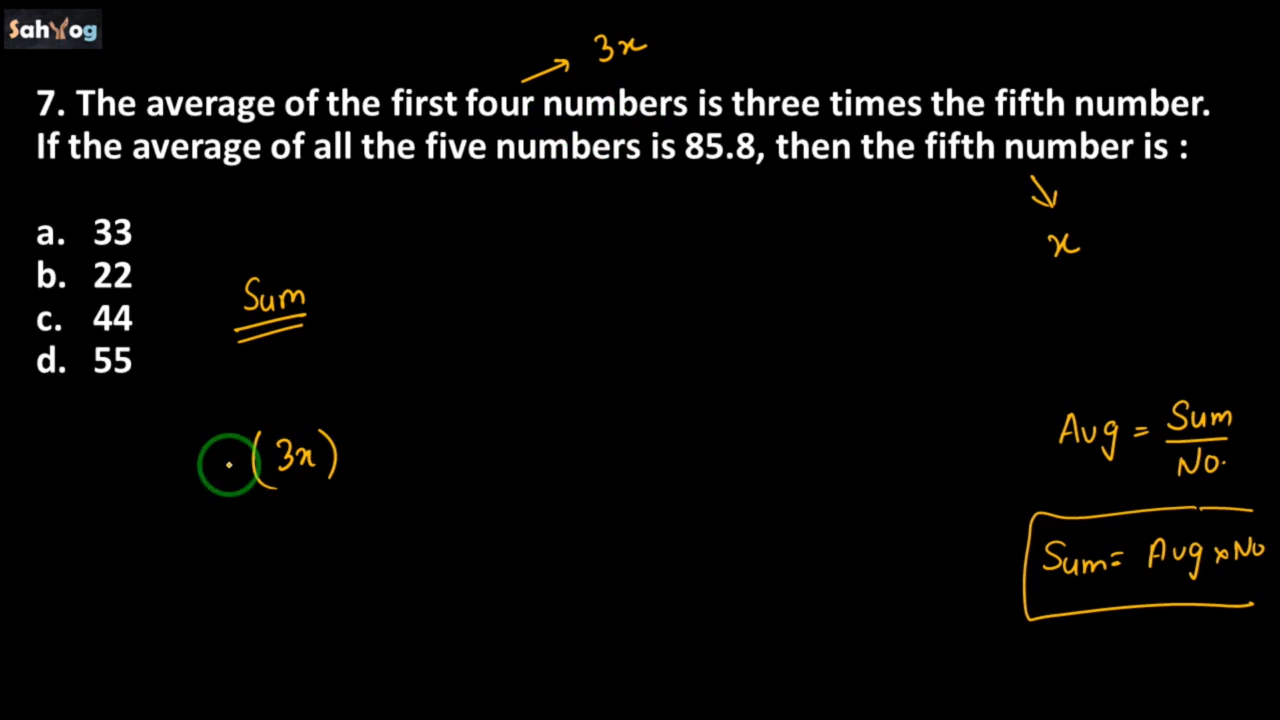 SahYog
3x
7. The average of the first four numbers is three times the fifth number.
If the average of all the five numbers is 85.8, then the fifth number is :
x
a. 33
b. 22
c. 44
d. 55
Sum
(3x)
Avg = Sum / No.
Sum = Avg × No